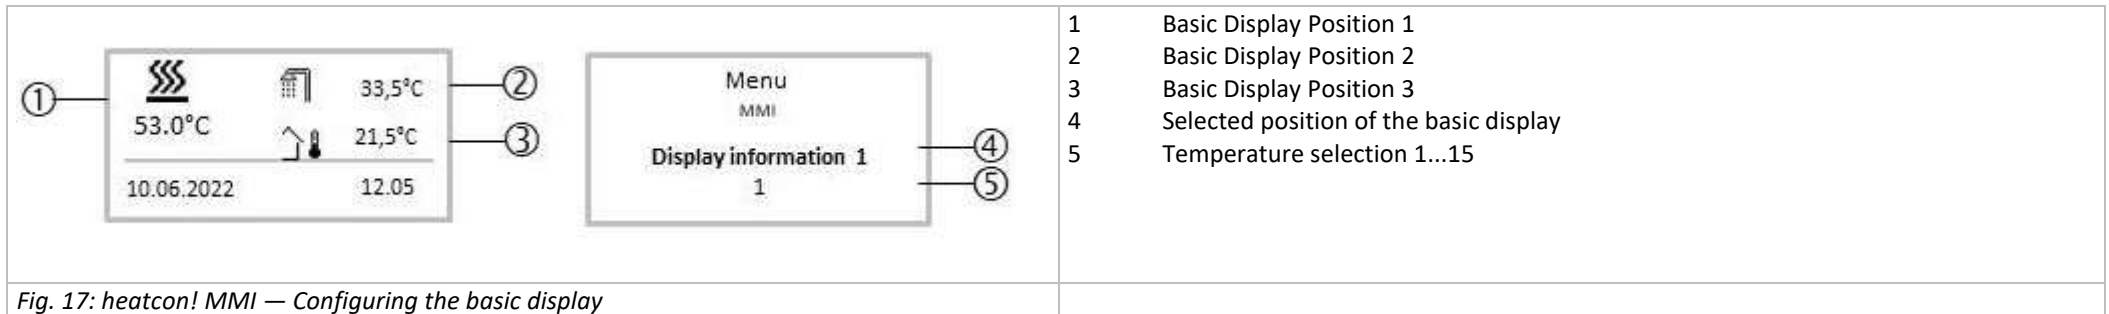 ① 53.0°C
33,5°C ②
21,5°C ③
10.06.2022 12.05
Menu
MMI
Display information 1 ④
1 ⑤
1 Basic Display Position 1
2 Basic Display Position 2
3 Basic Display Position 3
4 Selected position of the basic display
5 Temperature selection 1...15
Fig. 17: heatcon! MMI — Configuring the basic display